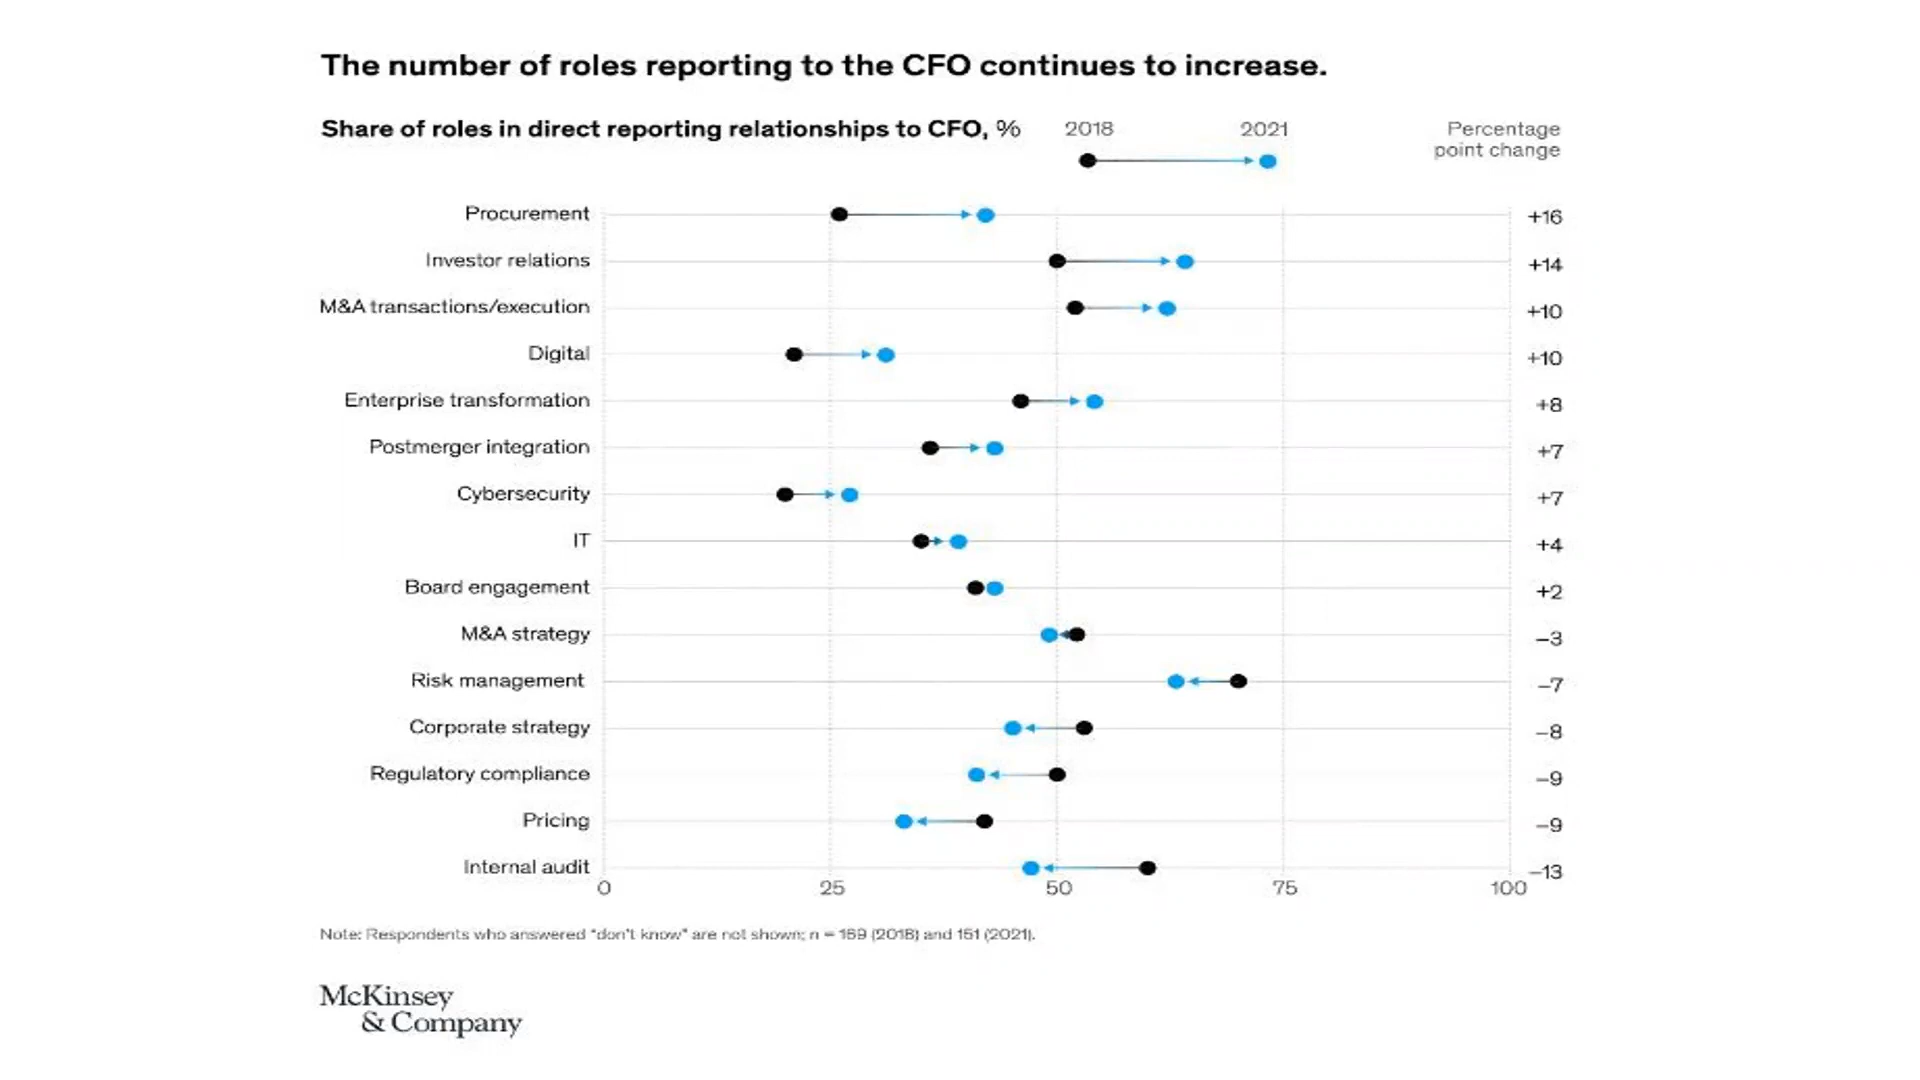 The number of roles reporting to the CFO continues to increase.
Share of roles in direct reporting relationships to CFO, %
2018
2021
Percentage
point change
Procurement +16
Investor relations +14
M&A transactions/execution +10
Digital +10
Enterprise transformation +8
Postmerger integration +7
Cybersecurity +7
IT +4
Board engagement +2
M&A strategy –3
Risk management –7
Corporate strategy –8
Regulatory compliance –9
Pricing –9
Internal audit –13
0 25 50 75 100
Note: Respondents who answered "don't know" are not shown; n = 169 (2018) and 151 (2021).
McKinsey
& Company